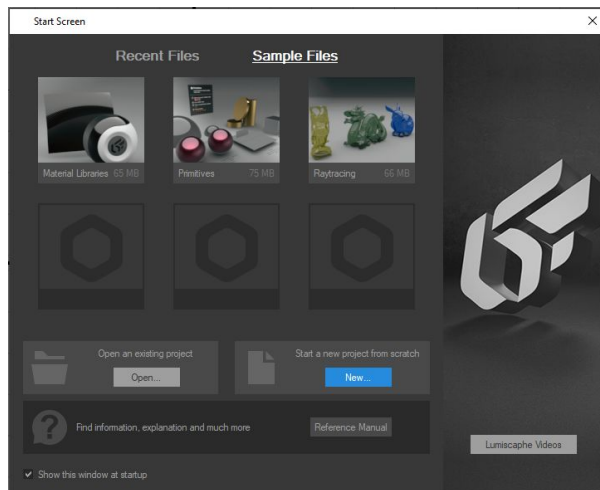 Start Screen
Recent Files
Sample Files
Material Libraries 65 MB
Primitives 75 MB
Raytracing 66 MB
Open an existing project
Open...
Start a new project from scratch
New...
Find information, explanation and much more
Reference Manual
Lumiscaphe Videos
Show this window at startup